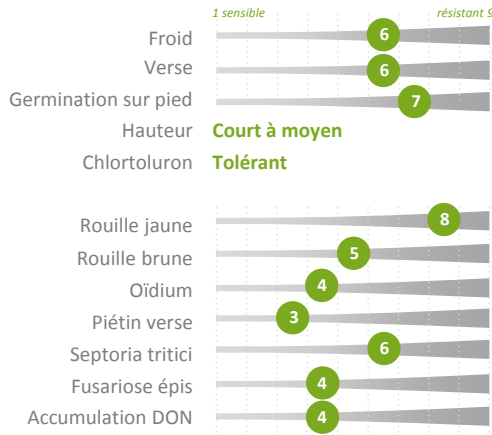 1 sensible résistant 9
Froid 6
Verse 6
Germination sur pied 7
Hauteur Court à moyen
Chlortoluron Tolérant
Rouille jaune 8
Rouille brune 5
Oïdium 4
Piétin verse 3
Septoria tritici 6
Fusariose épis 4
Accumulation DON 4